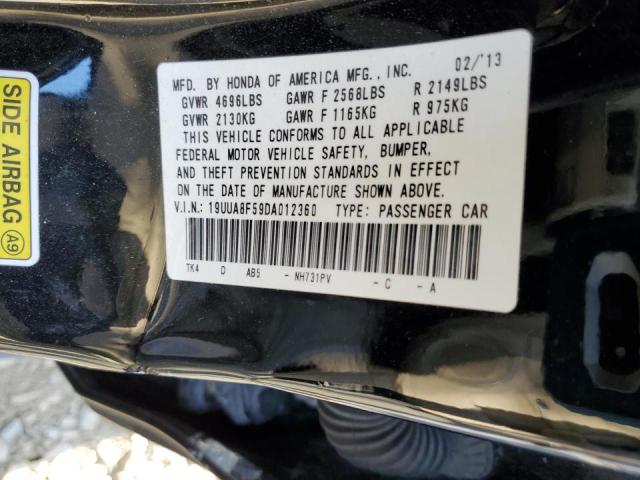 SIDE AIRBAG
A9
MFD. BY HONDA OF AMERICA MFG., INC. 02/'13
GVWR 4696LBS GAWR F 2568LBS R 2149LBS
GVWR 2130KG GAWR F 1165KG R 975KG
THIS VEHICLE CONFORMS TO ALL APPLICABLE
FEDERAL MOTOR VEHICLE SAFETY, BUMPER,
AND THEFT PREVENTION STANDARDS IN EFFECT
ON THE DATE OF MANUFACTURE SHOWN ABOVE.
V.I.N.: 19UUA8F59DA012360 TYPE: PASSENGER CAR
TK4 D AB5 - NH731PV - C - A